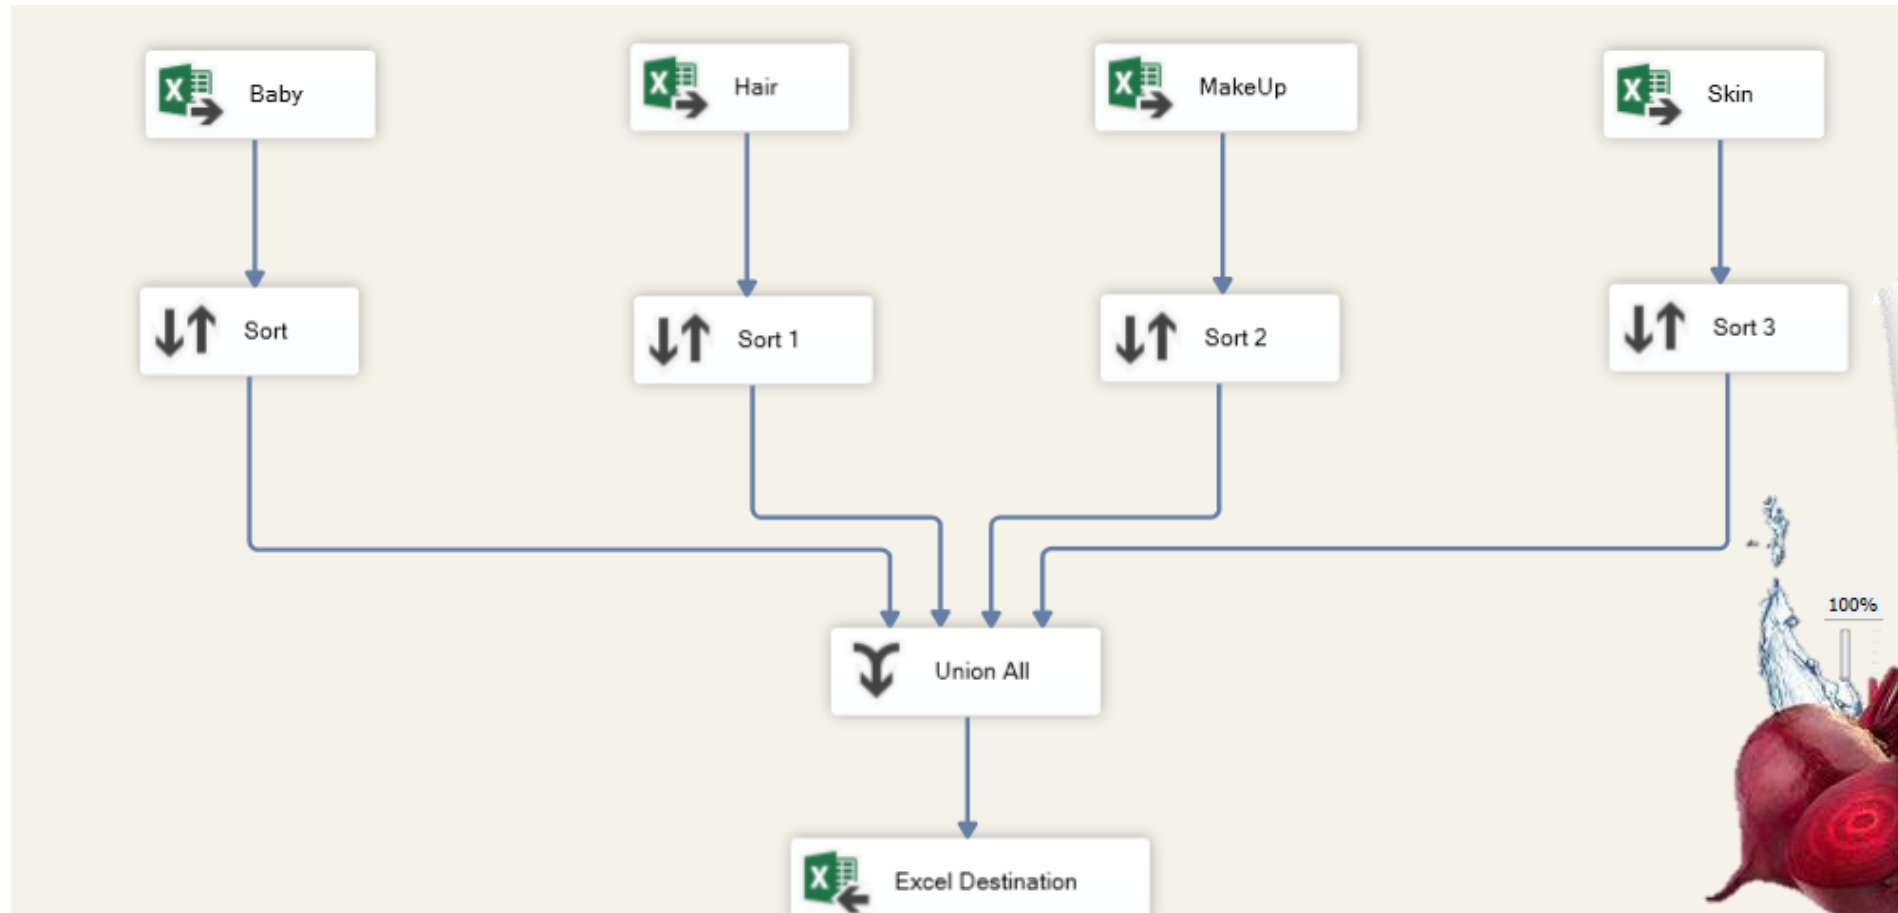 Baby
Hair
MakeUp
Skin
Sort
Sort 1
Sort 2
Sort 3
100%
Union All
Excel Destination